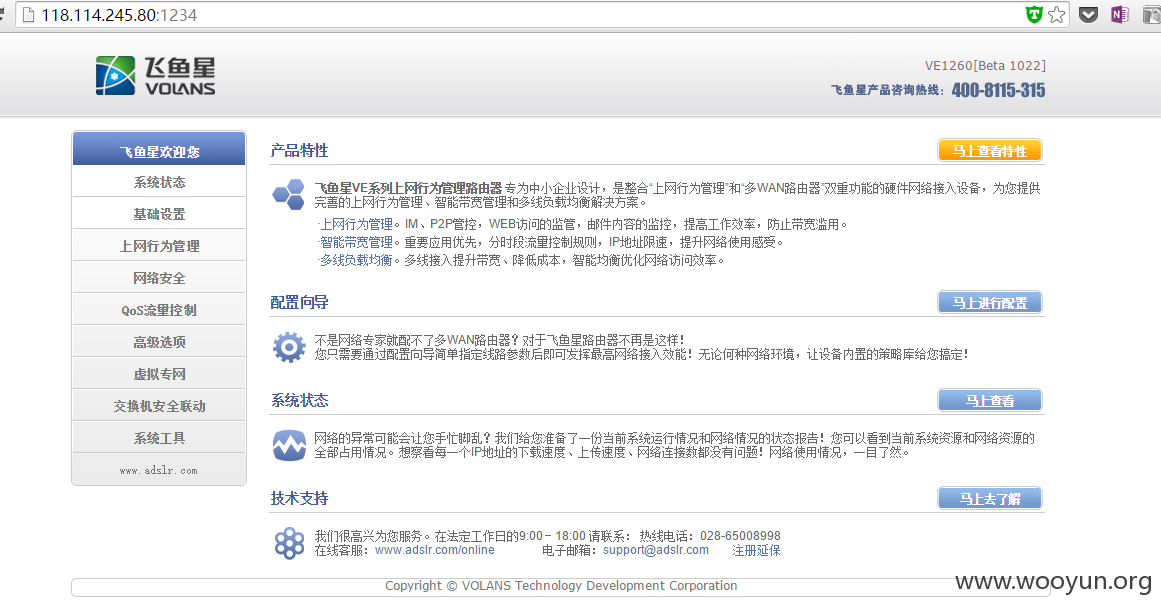 118.114.245.80:1234
飞鱼星
VOLANS
VE1260[Beta 1022]
飞鱼星产品咨询热线：400-8115-315
飞鱼星欢迎您
系统状态
基础设置
上网行为管理
网络安全
QoS流量控制
高级选项
虚拟专网
交换机安全联动
系统工具
www.adslr.com
产品特性
马上查看特性
飞鱼星VE系列上网行为管理路由器 专为中小企业设计，是整合“上网行为管理”和“多WAN路由器”双重功能的硬件网络接入设备，为您提
供完善的上网行为管理、智能带宽管理和多线负载均衡解决方案。
·上网行为管理。IM、P2P管控，WEB访问的监管，邮件内容的监控，提高工作效率，防止带宽滥用。
·智能带宽管理。重要应用优先，分时段流量控制规则，IP地址限速，提升网络使用感受。
·多线负载均衡。多线接入提升带宽、降低成本，智能均衡优化网络访问效率。
配置向导
马上进行配置
不是网络专家就配不了多WAN路由器？对于飞鱼星路由器不再是这样！
您只需要通过配置向导简单指定线路参数后即可发挥最高网络接入效能！无论何种网络环境，让设备内置的策略库给您搞定！
系统状态
马上查看
网络的异常可能会让您手忙脚乱？我们给您准备了一份当前系统运行情况和网络情况的状态报告！您可以看到当前系统资源和网络资源的
全部占用情况。想察看每一个IP地址的下载速度、上传速度、网络连接数都没有问题！网络使用情况，一目了然。
技术支持
马上去了解
我们很高兴为您服务。在法定工作日的9:00－18:00 请联系： 热线电话：028-65008998
在线客服：www.adslr.com/online 电子邮箱：support@adslr.com 注册延保
Copyright © VOLANS Technology Development Corporation
www.wooyun.org